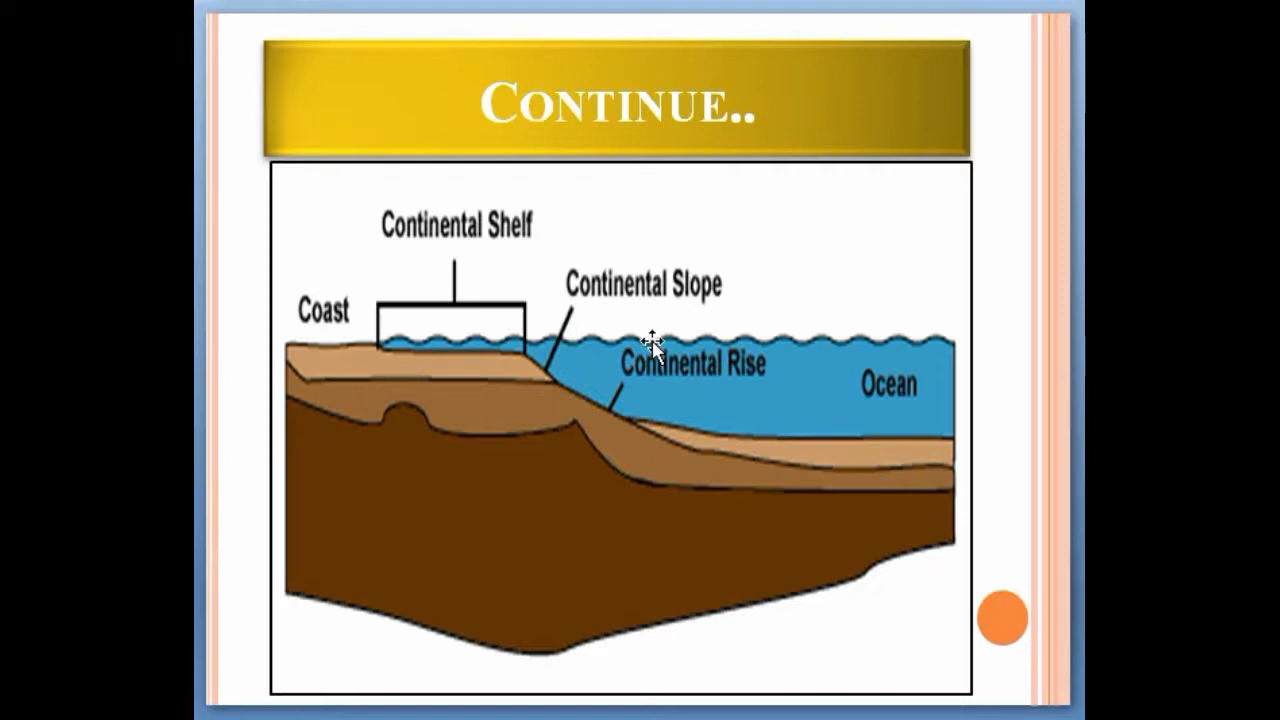 CONTINUE..
Continental Shelf
Continental Slope
Coast
Continental Rise
Ocean